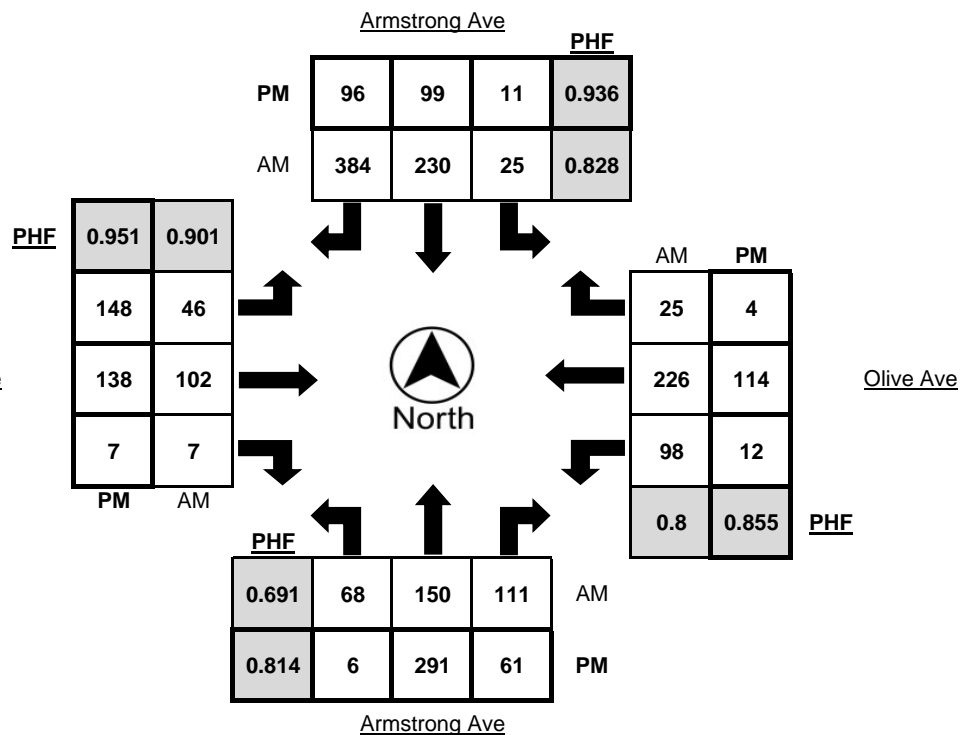 Armstrong Ave
PHF
PM 96 99 11 0.936
AM 384 230 25 0.828
PHF 0.951 0.901
AM PM
148 46
25 4
138 102
226 114
Olive Ave
7 7
98 12
PM AM
0.8 0.855 PHF
North
PHF
0.691 68 150 111 AM
0.814 6 291 61 PM
Armstrong Ave